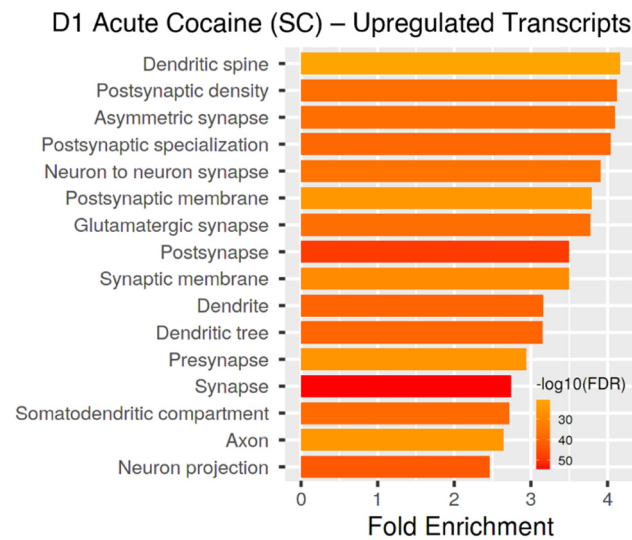 D1 Acute Cocaine (SC) – Upregulated Transcripts
Dendritic spine
Postsynaptic density
Asymmetric synapse
Postsynaptic specialization
Neuron to neuron synapse
Postsynaptic membrane
Glutamatergic synapse
Postsynapse
Synaptic membrane
Dendrite
Dendritic tree
Presynapse
Synapse
Somatodendritic compartment
Axon
Neuron projection
-log10(FDR)
30
40
50
0 1 2 3 4
Fold Enrichment